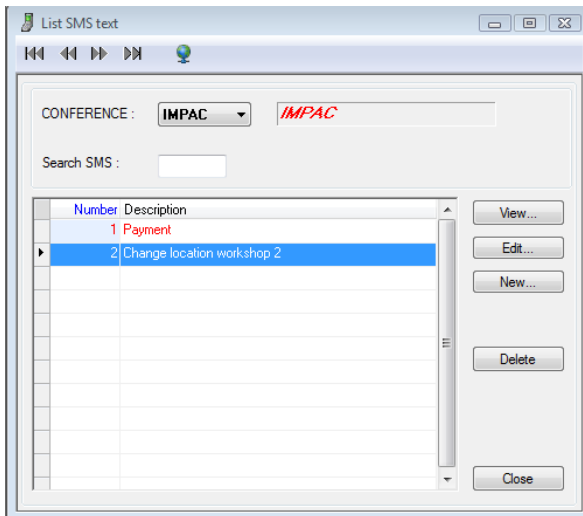 List SMS text
CONFERENCE : IMPAC IMPAC
Search SMS :
Number Description
1 Payment
2 Change location workshop 2
View...
Edit...
New...
Delete
Close